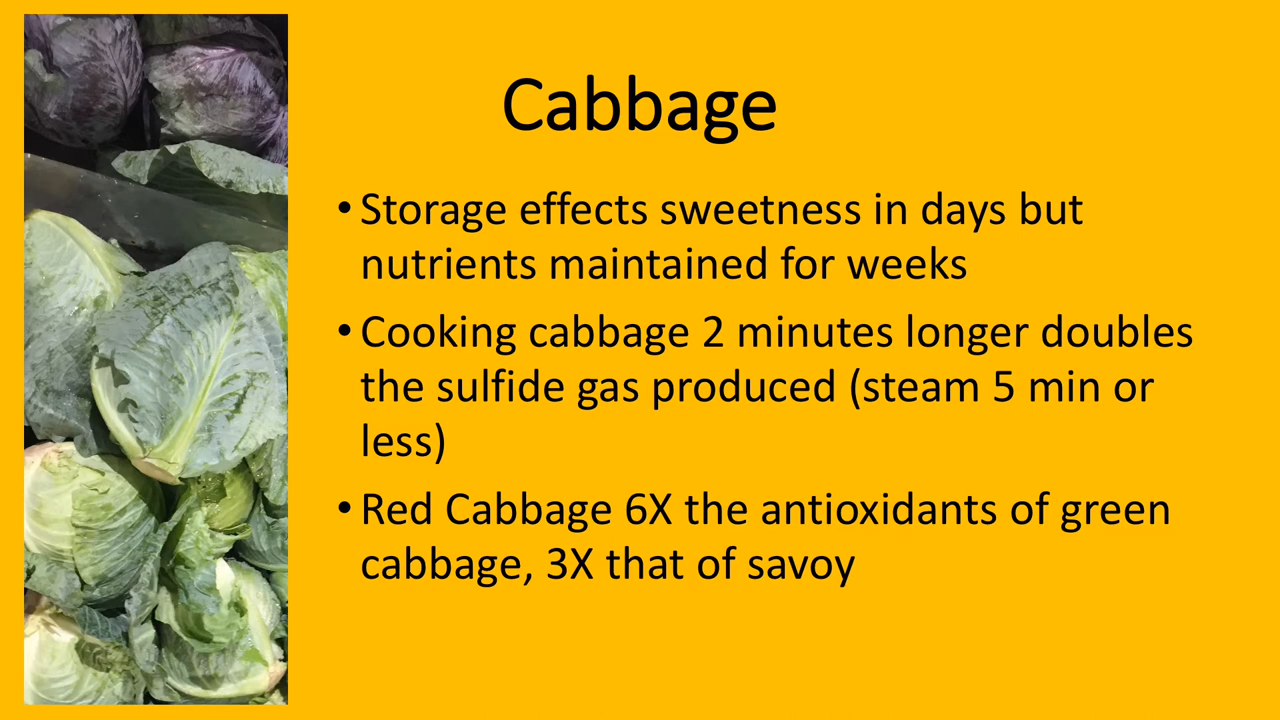 Cabbage
• Storage effects sweetness in days but
nutrients maintained for weeks
• Cooking cabbage 2 minutes longer doubles
the sulfide gas produced (steam 5 min or
less)
• Red Cabbage 6X the antioxidants of green
cabbage, 3X that of savoy